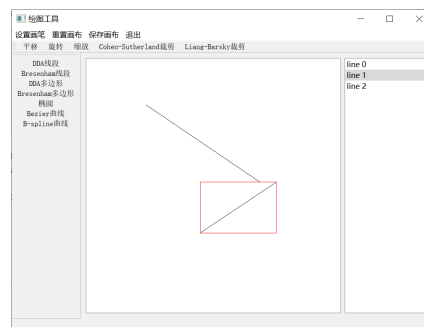 绘图工具
设置画笔 重置画布 保存画布 退出
平移 旋转 缩放 Cohen-Sutherland裁剪 Liang-Barsky裁剪
DDA线段
Bresenham线段
DDA多边形
Bresenham多边形
椭圆
Bezier曲线
B-spline曲线
line 0
line 1
line 2